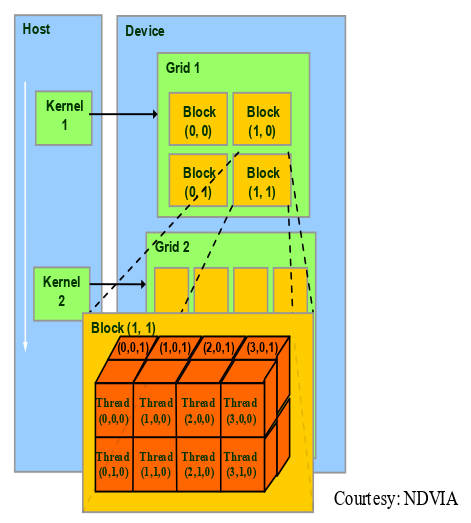 Host
Device
Grid 1
Kernel
1
Block
(0, 0)
Block
(1, 0)
Block
(0, 1)
Block
(1, 1)
Grid 2
Kernel
2
Block (1, 1)
(0,0,1) (1,0,1) (2,0,1) (3,0,1)
Thread
(0,0,0)
Thread
(1,0,0)
Thread
(2,0,0)
Thread
(3,0,0)
Thread
(0,1,0)
Thread
(1,1,0)
Thread
(2,1,0)
Thread
(3,1,0)
Courtesy: NDVIA